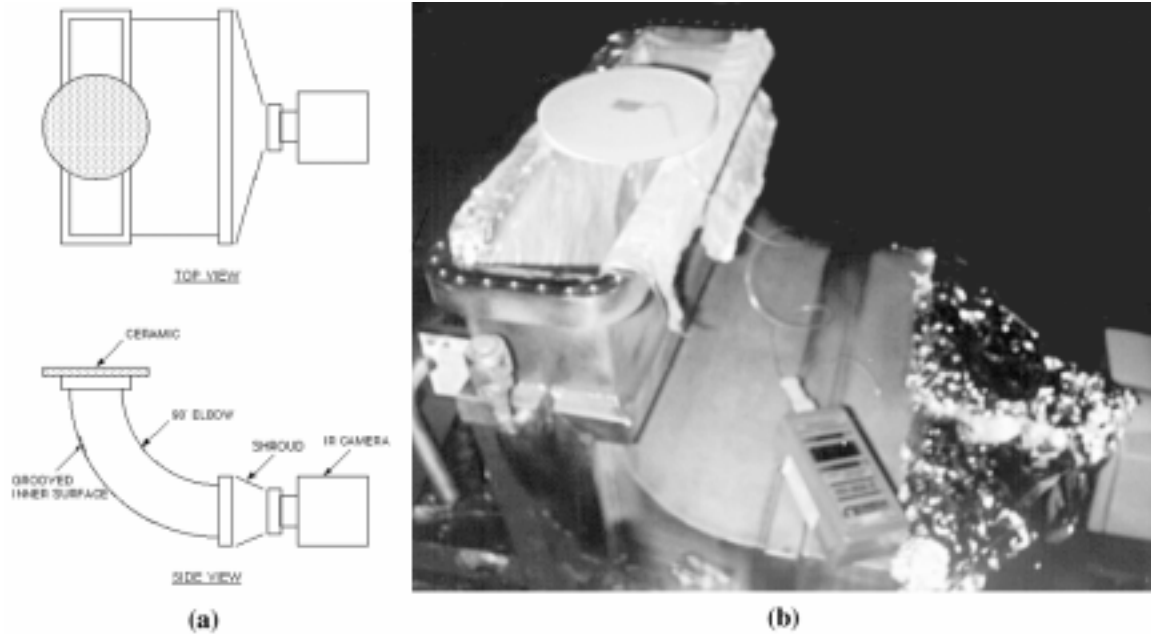 TOP VIEW
CERAMIC
90° ELBOW
SHROUD
IR CAMERA
GROOVED
INNER SURFACE
SIDE VIEW
(a)
(b)